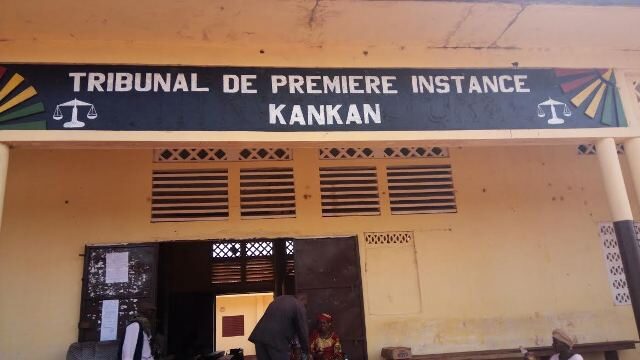 TRIBUNAL DE PREMIERE INSTANCE
KANKAN